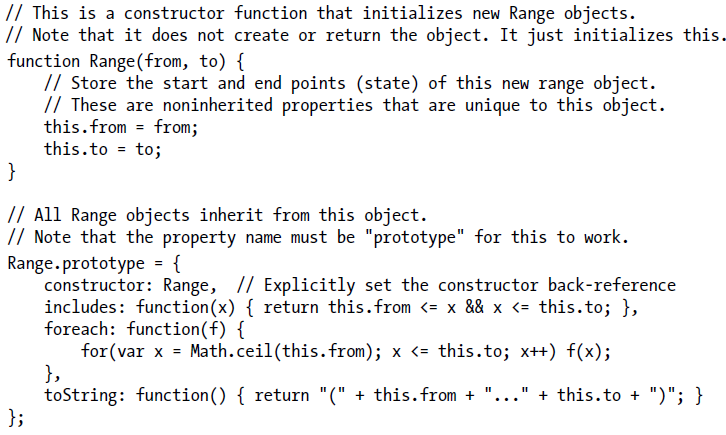 // This is a constructor function that initializes new Range objects.
// Note that it does not create or return the object. It just initializes this.
function Range(from, to) {
    // Store the start and end points (state) of this new range object.
    // These are noninherited properties that are unique to this object.
    this.from = from;
    this.to = to;
}

// All Range objects inherit from this object.
// Note that the property name must be "prototype" for this to work.
Range.prototype = {
    constructor: Range,  // Explicitly set the constructor back-reference
    includes: function(x) { return this.from <= x && x <= this.to; },
    foreach: function(f) {
        for(var x = Math.ceil(this.from); x <= this.to; x++) f(x);
    },
    toString: function() { return "(" + this.from + "..." + this.to + ")"; }
};